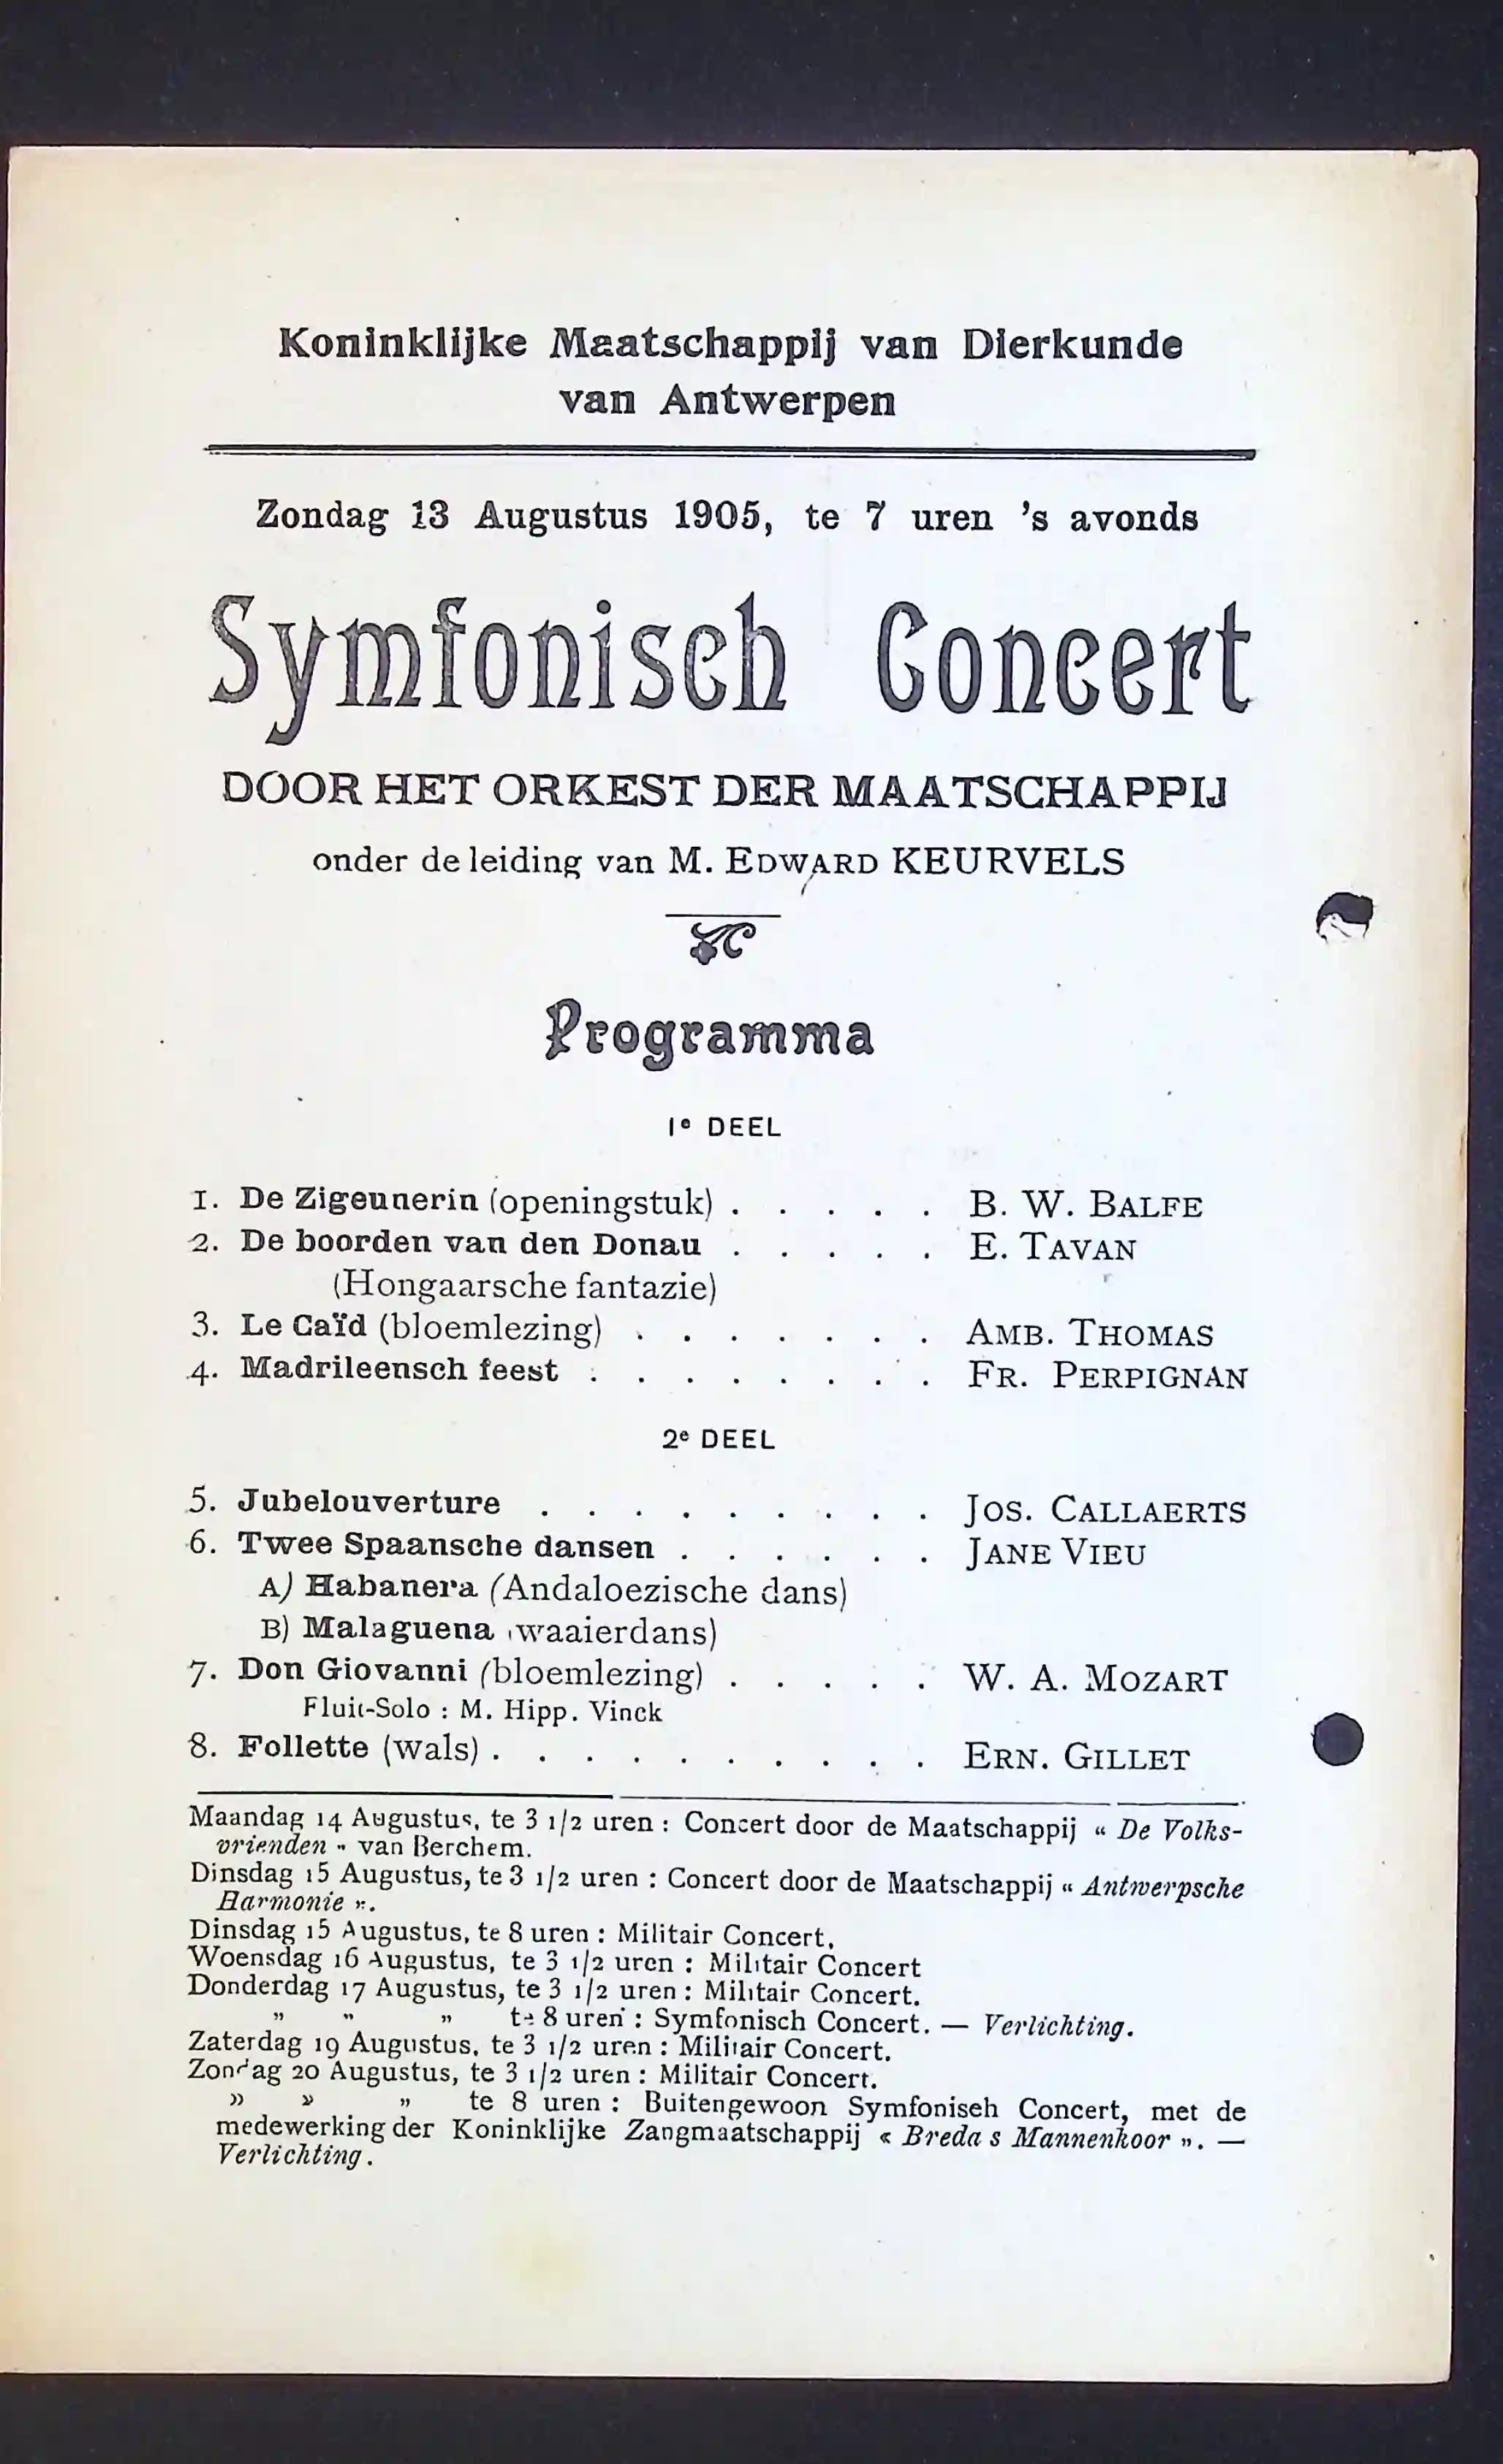 Koninklijke Maatschappij van Dierkunde
van Antwerpen
Zondag 13 Augustus 1905, te 7 uren 's avonds
Symfonisch Concert
DOOR HET ORKEST DER MAATSCHAPPIJ
onder de leiding van M. EDWARD KEURVELS
Programma
1e DEEL
1. De Zigeunerin (openingstuk) . . . . . B. W. BALFE
2. De boorden van den Donau . . . . . E. TAVAN
(Hongaarsche fantazie)
3. Le Caïd (bloemlezing) . . . . . . . AMB. THOMAS
4. Madrileensch feest . . . . . . . . FR. PERPIGNAN
2e DEEL
5. Jubelouverture . . . . . . . . . JOS. CALLAERTS
6. Twee Spaansche dansen . . . . . . JANE VIEU
A) Habanera (Andaloezische dans)
B) Malaguena (waaierdans)
7. Don Giovanni (bloemlezing) . . . . . W. A. MOZART
Fluit-Solo : M. Hipp. Vinck
8. Follette (wals) . . . . . . . . . . ERN. GILLET
Maandag 14 Augustus, te 3 1/2 uren : Concert door de Maatschappij « De Volks-
vrienden » van Berchem.
Dinsdag 15 Augustus, te 3 1/2 uren : Concert door de Maatschappij « Antwerpsche
Harmonie ».
Dinsdag 15 Augustus, te 8 uren : Militair Concert.
Woensdag 16 Augustus, te 3 1/2 uren : Militair Concert
Donderdag 17 Augustus, te 3 1/2 uren : Militair Concert.
" " " te 8 uren : Symfonisch Concert. — Verlichting.
Zaterdag 19 Augustus, te 3 1/2 uren : Militair Concert.
Zondag 20 Augustus, te 3 1/2 uren : Militair Concert.
» » » te 8 uren : Buitengewoon Symfonisch Concert, met de
medewerking der Koninklijke Zangmaatschappij « Breda s Mannenkoor ». —
Verlichting.